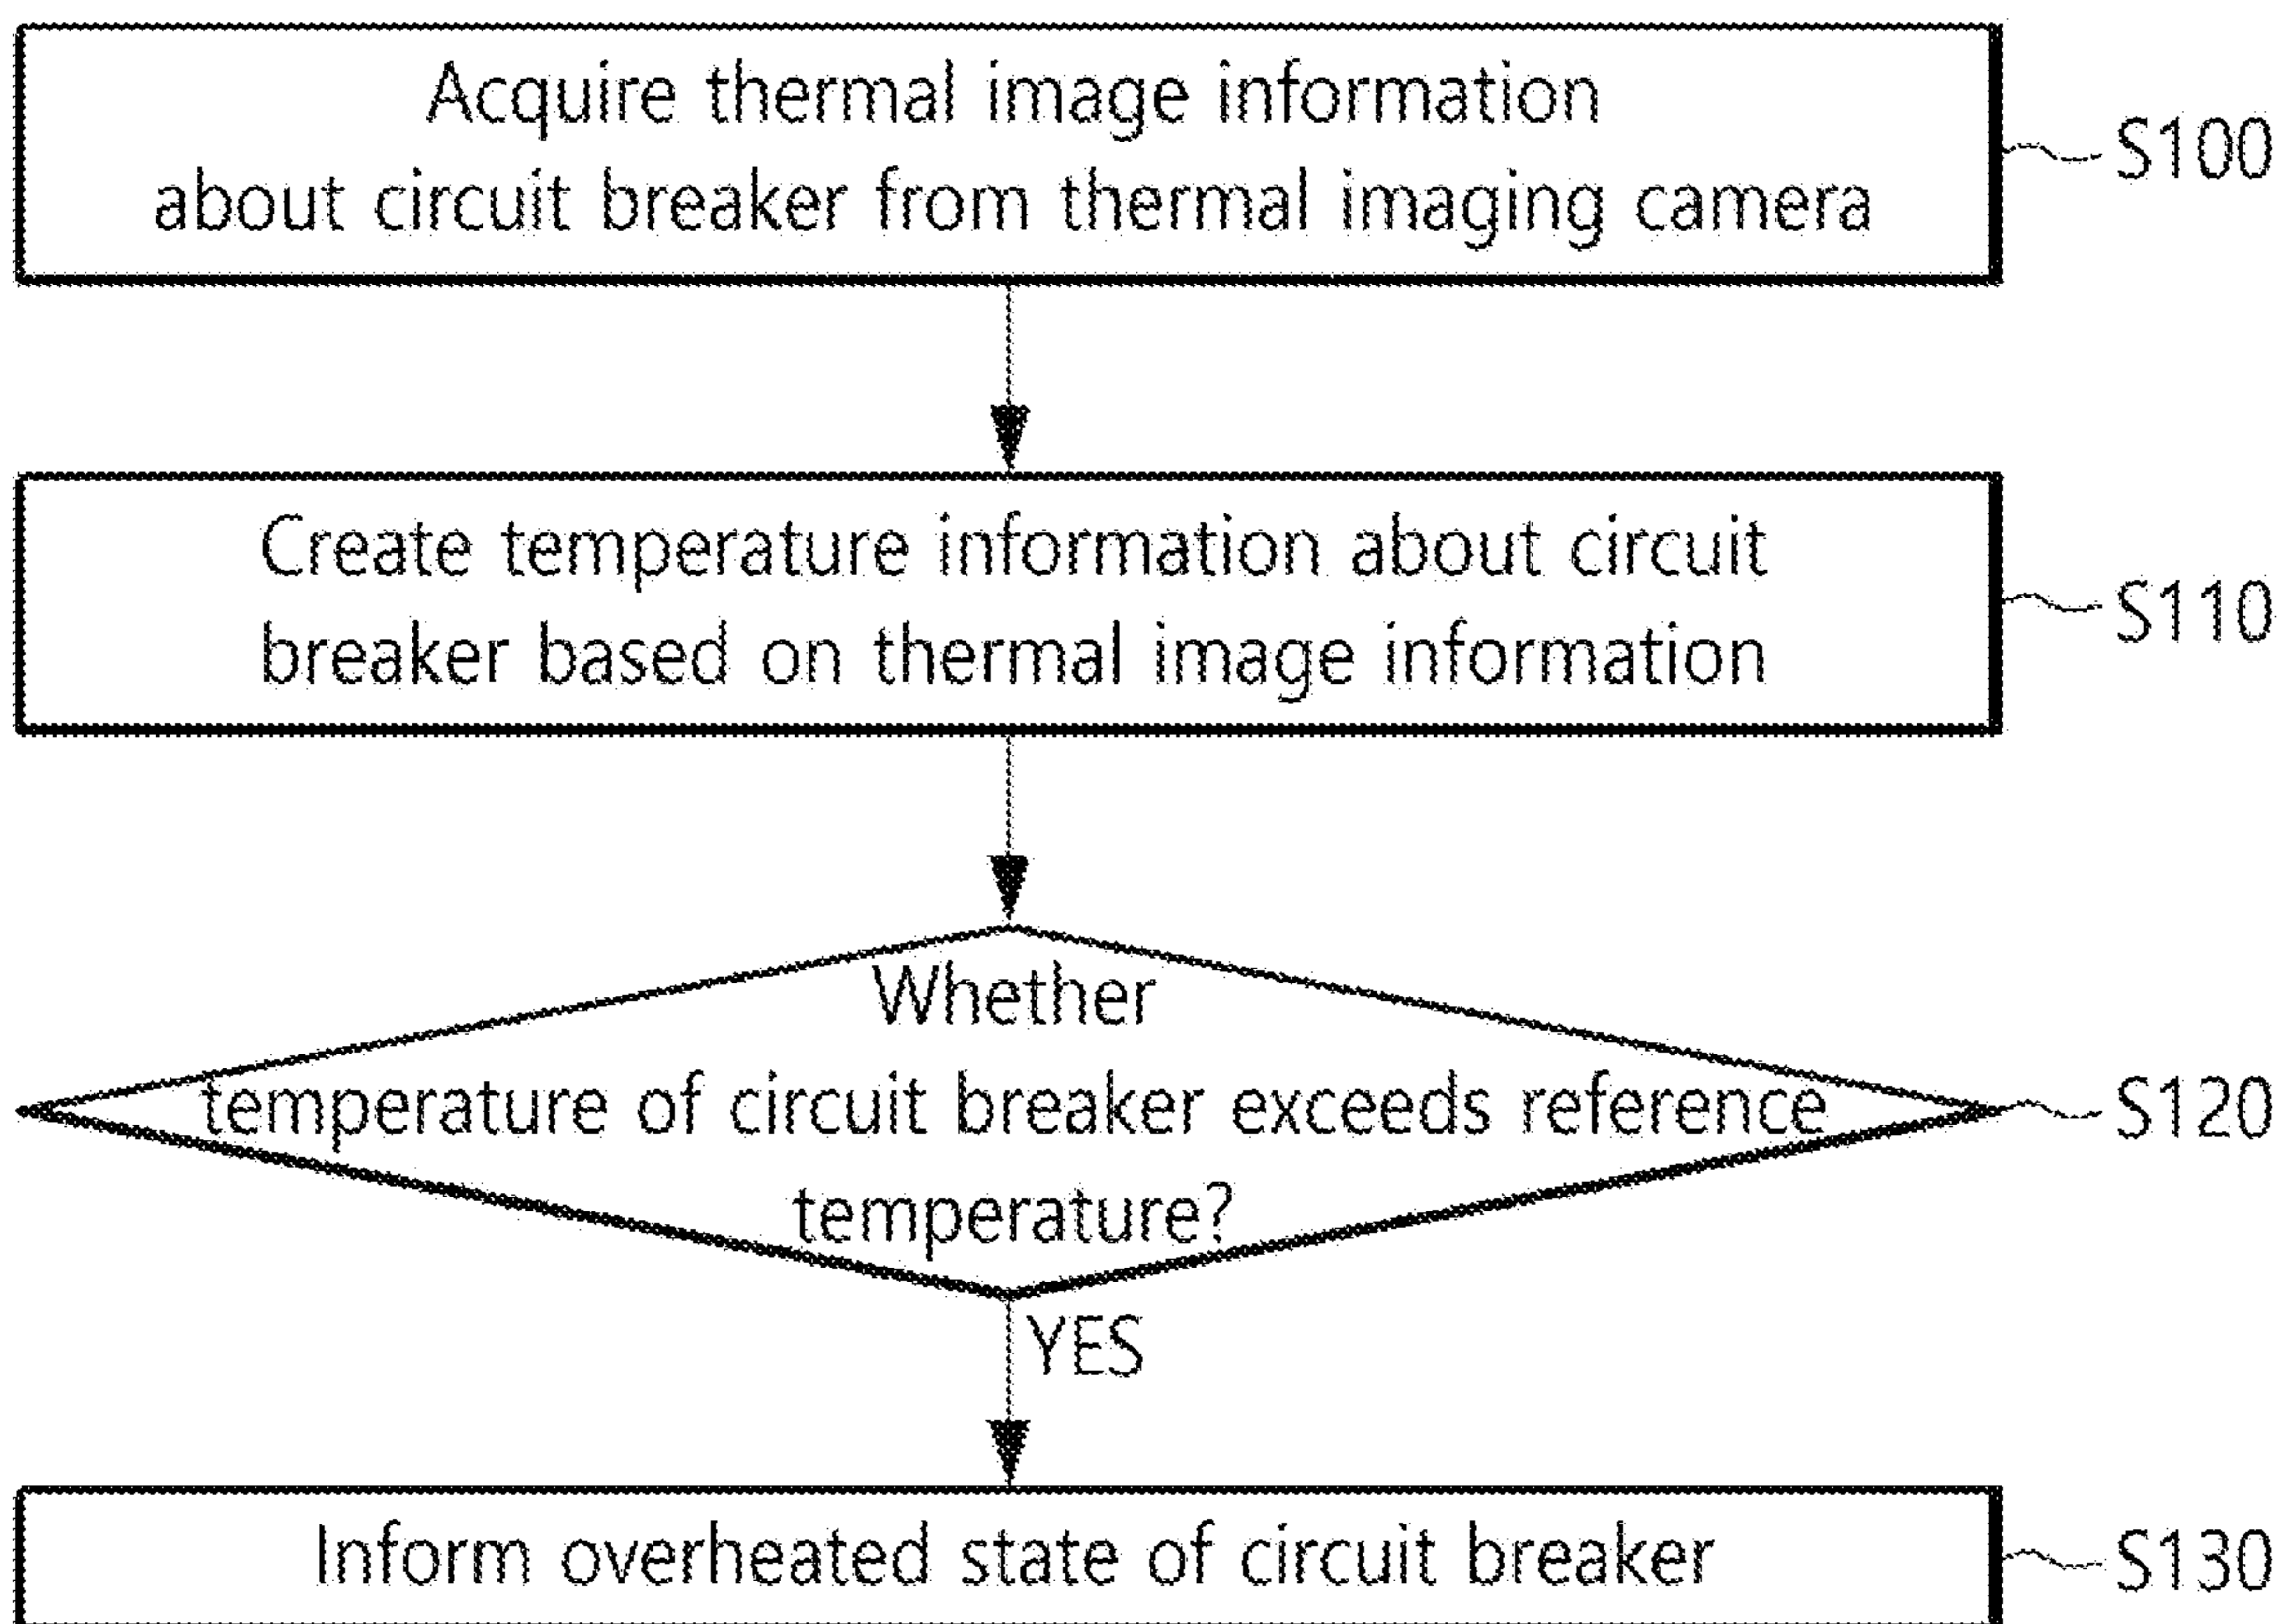 Acquire thermal image information
about circuit breaker from thermal imaging camera
S100
Create temperature information about circuit
breaker based on thermal image information
S110
Whether
temperature of circuit breaker exceeds reference
temperature?
S120
YES
Inform overheated state of circuit breaker
S130